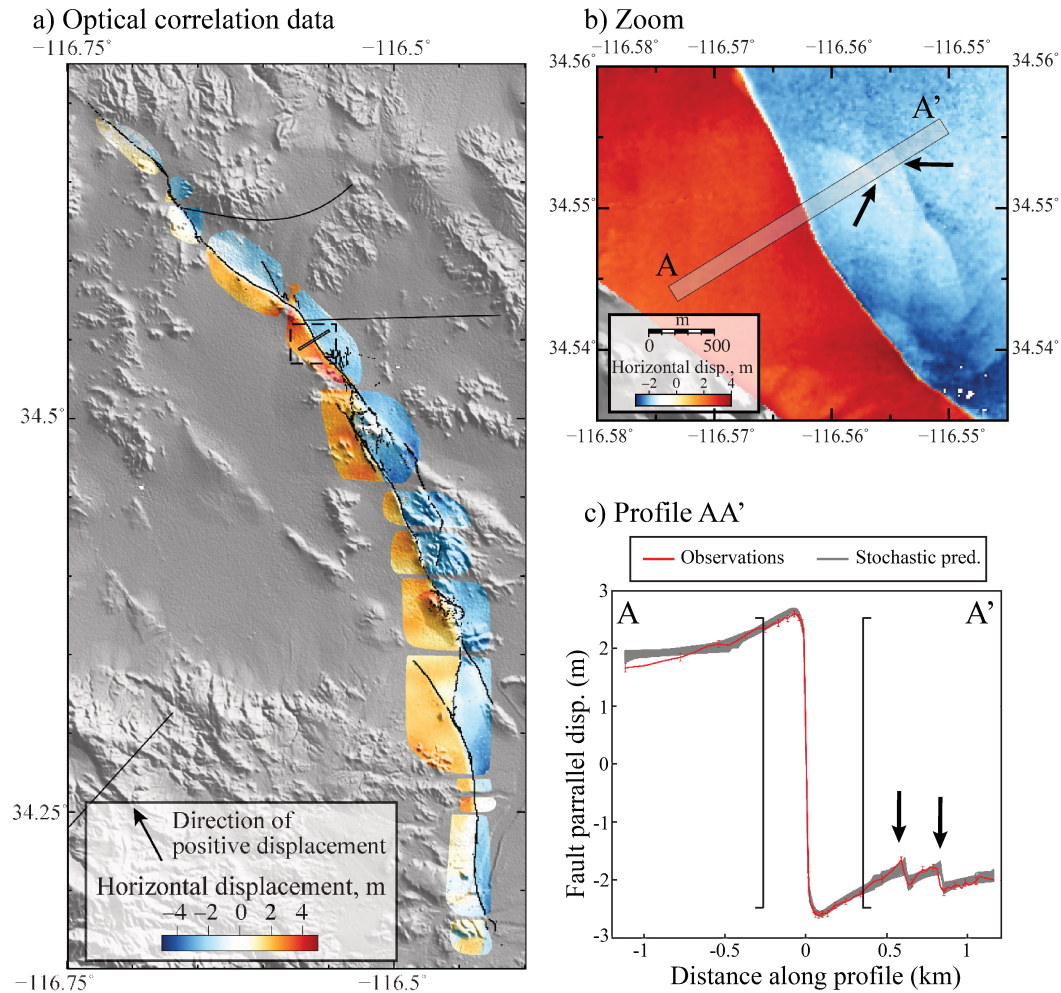 a) Optical correlation data
−116.75˚
−116.5˚
34.5˚
34.25˚
Direction of
positive displacement
Horizontal displacement, m
−4 −2 0 2 4
−116.75˚
−116.5˚
b) Zoom
−116.58˚ −116.57˚ −116.56˚ −116.55˚
34.56˚
34.56˚
A'
34.55˚
34.55˚
A
m
0 500
Horizontal disp., m
−2 0 2 4
34.54˚
34.54˚
−116.58 −116.57˚ −116.56˚ −116.55˚
c) Profile AA’
Observations
Stochastic pred.
A
A’
Fault parrallel disp. (m)
3
2
1
0
-1
-2
-3
-1 -0.5 0 0.5 1
Distance along profile (km)